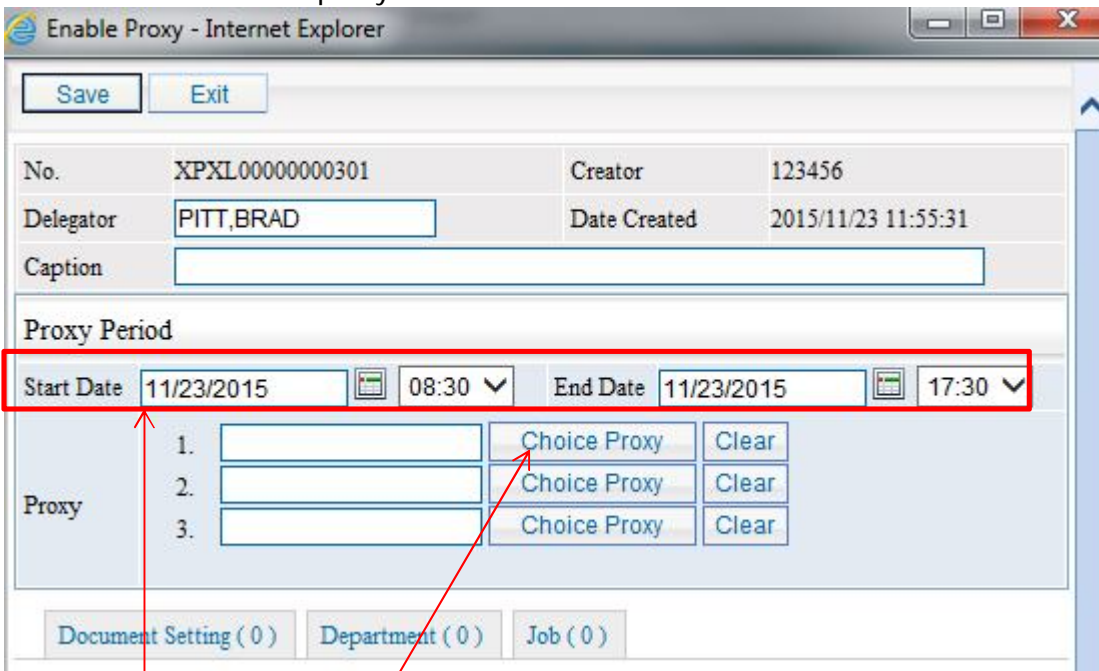 Enable Proxy - Internet Explorer
Save Exit
No. XPXL00000000301 Creator 123456
Delegator PITT,BRAD Date Created 2015/11/23 11:55:31
Caption
Proxy Period
Start Date 11/23/2015 08:30 End Date 11/23/2015 17:30
1. Choice Proxy Clear
Proxy 2. Choice Proxy Clear
3. Choice Proxy Clear
Document Setting ( 0 ) Department ( 0 ) Job ( 0 )